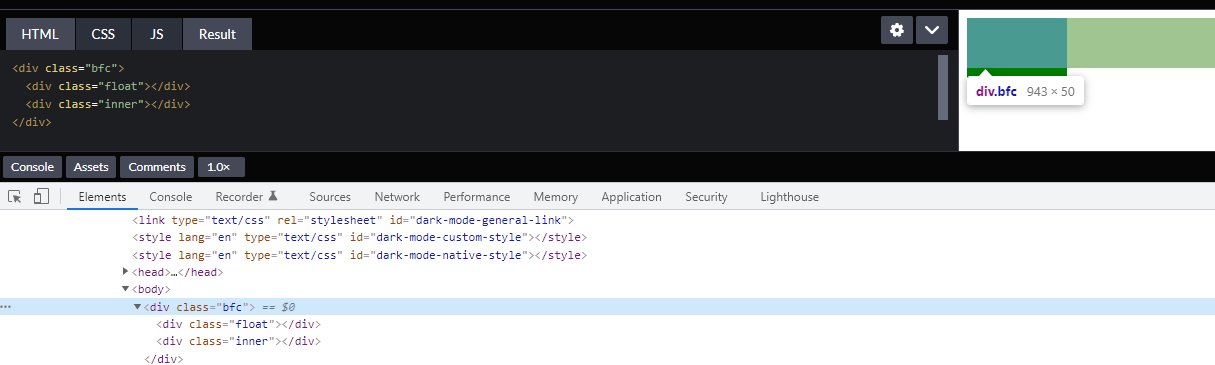 HTML CSS JS Result
<div class="bfc">
<div class="float"></div>
<div class="inner"></div>
</div>
div.bfc 943 × 50
Console Assets Comments 1.0×
Elements Console Recorder Sources Network Performance Memory Application Security Lighthouse
<link type="text/css" rel="stylesheet" id="dark-mode-general-link">
<style lang="en" type="text/css" id="dark-mode-custom-style"></style>
<style lang="en" type="text/css" id="dark-mode-native-style"></style>
<head>…</head>
<body>
<div class="bfc"> == $0
<div class="float"></div>
<div class="inner"></div>
</div>